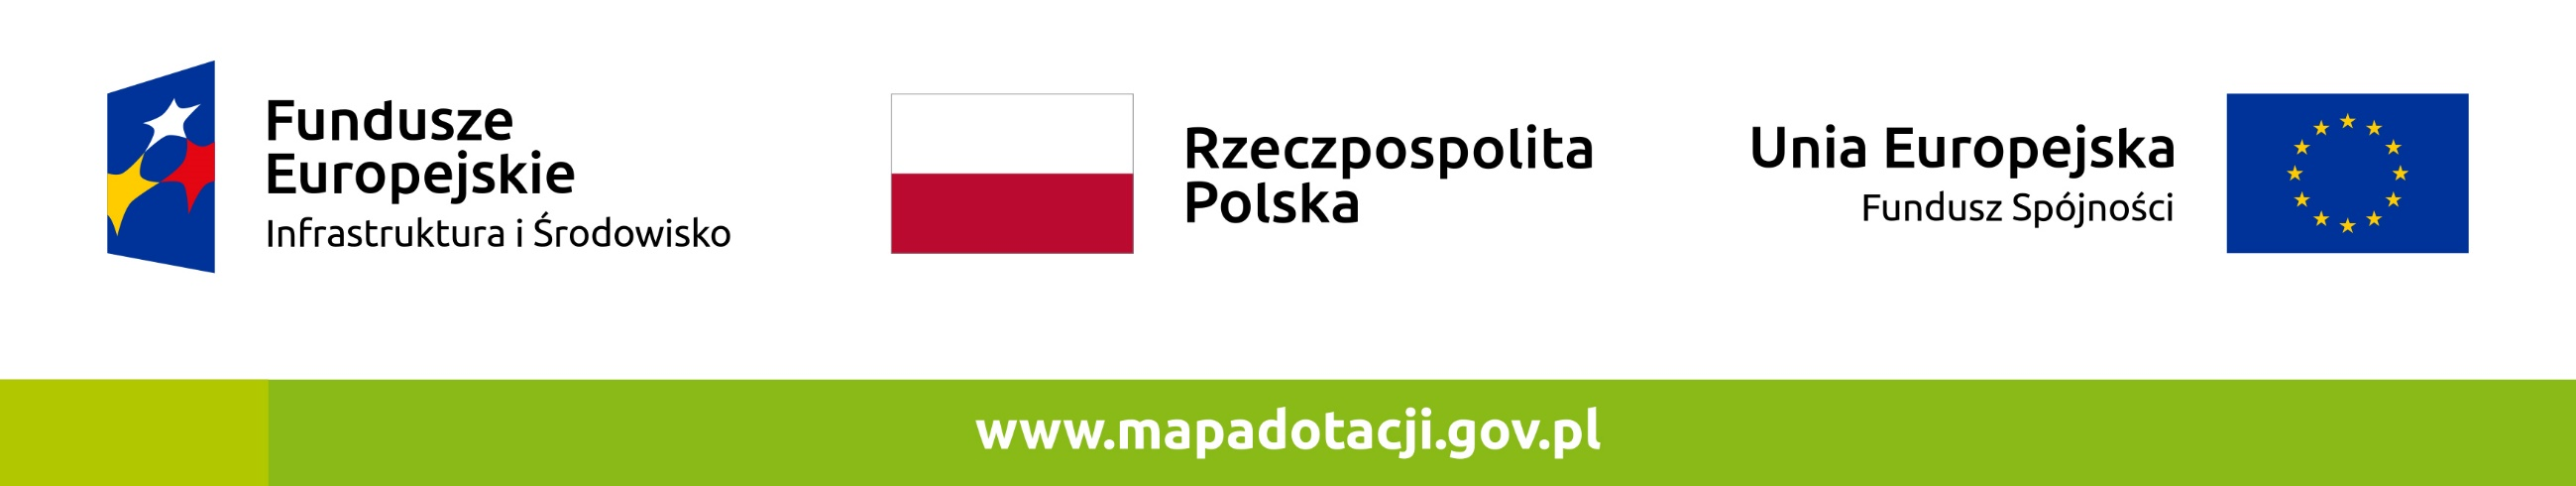 Fundusze
Europejskie
Infrastruktura i Środowisko
Rzeczpospolita
Polska
Unia Europejska
Fundusz Spójności
www.mapadotacji.gov.pl